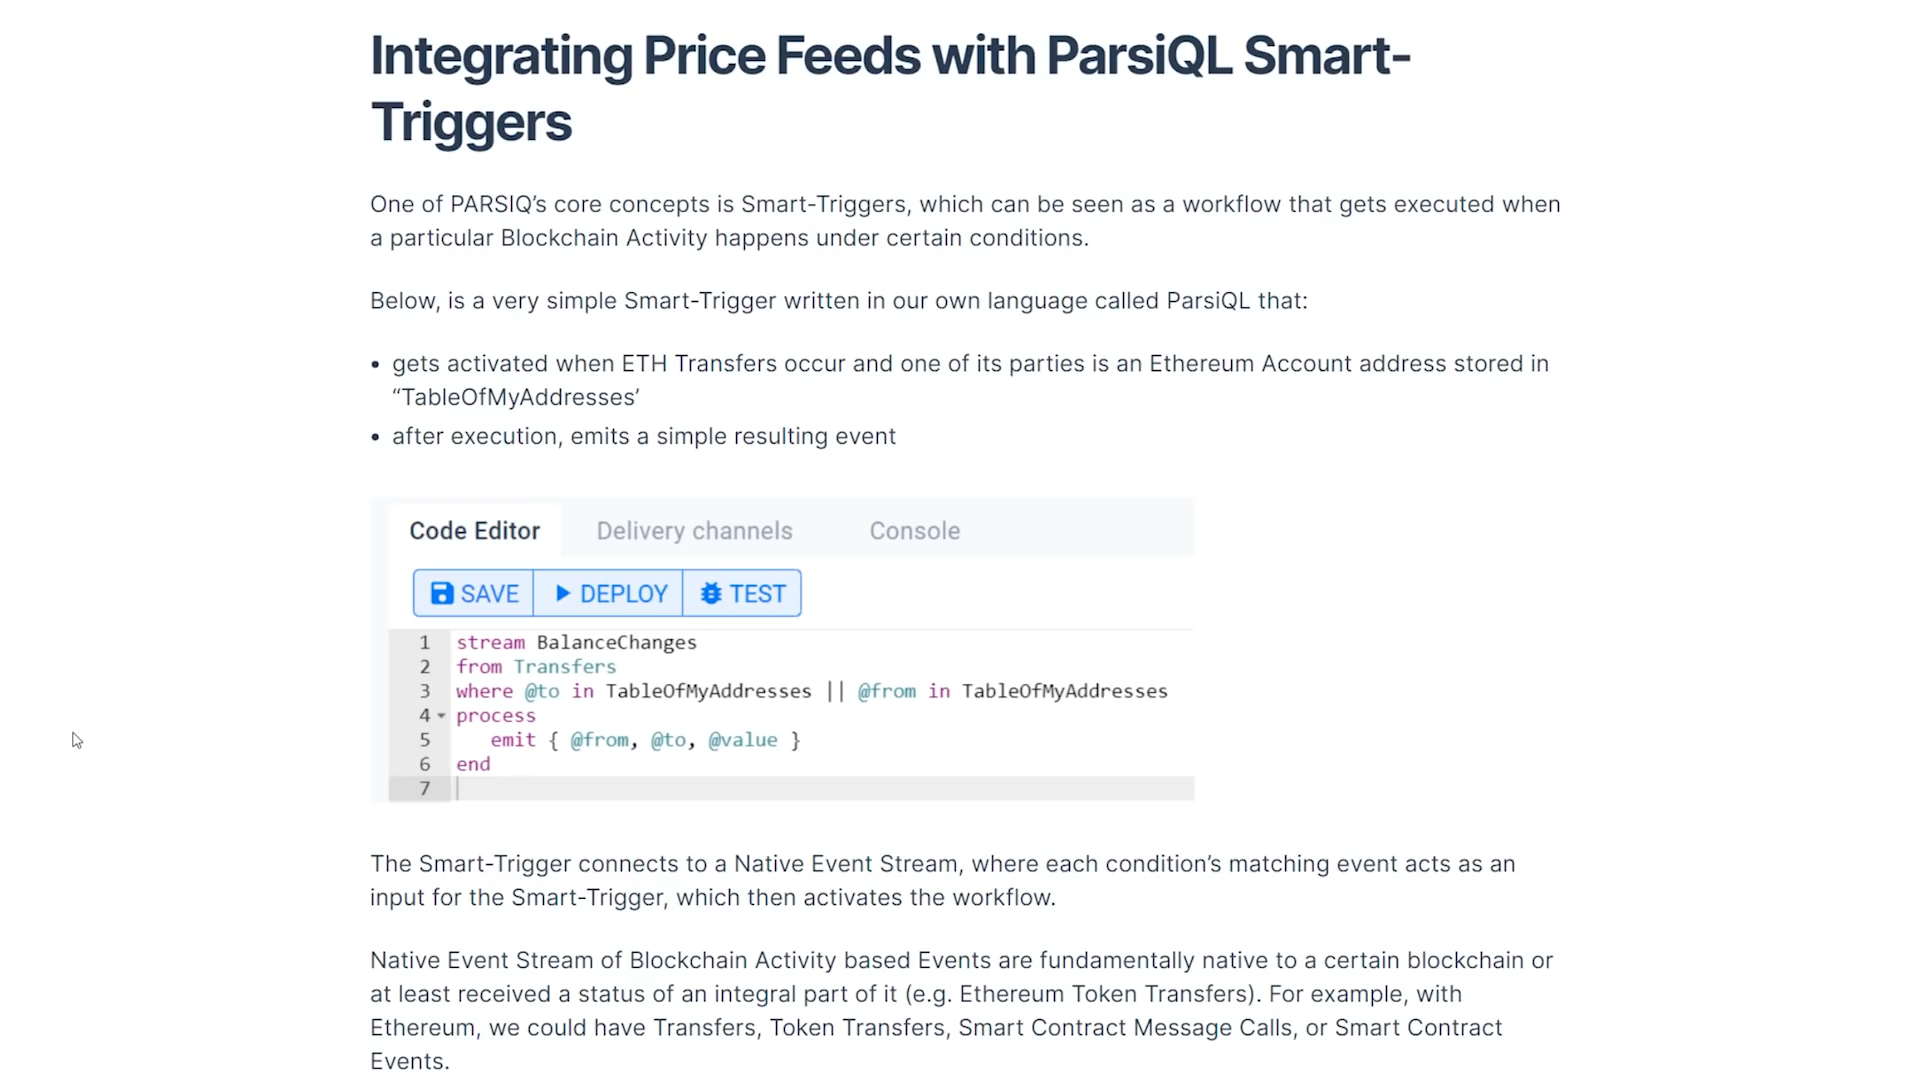 Integrating Price Feeds with ParsiQL Smart-
Triggers
One of PARSIQ’s core concepts is Smart-Triggers, which can be seen as a workflow that gets executed when
a particular Blockchain Activity happens under certain conditions.
Below, is a very simple Smart-Trigger written in our own language called ParsiQL that:
• gets activated when ETH Transfers occur and one of its parties is an Ethereum Account address stored in
“TableOfMyAddresses’
• after execution, emits a simple resulting event
Code Editor Delivery channels Console
SAVE DEPLOY TEST
1 stream BalanceChanges
2 from Transfers
3 where @to in TableOfMyAddresses || @from in TableOfMyAddresses
4 process
5 emit { @from, @to, @value }
6 end
7
The Smart-Trigger connects to a Native Event Stream, where each condition’s matching event acts as an
input for the Smart-Trigger, which then activates the workflow.
Native Event Stream of Blockchain Activity based Events are fundamentally native to a certain blockchain or
at least received a status of an integral part of it (e.g. Ethereum Token Transfers). For example, with
Ethereum, we could have Transfers, Token Transfers, Smart Contract Message Calls, or Smart Contract
Events.